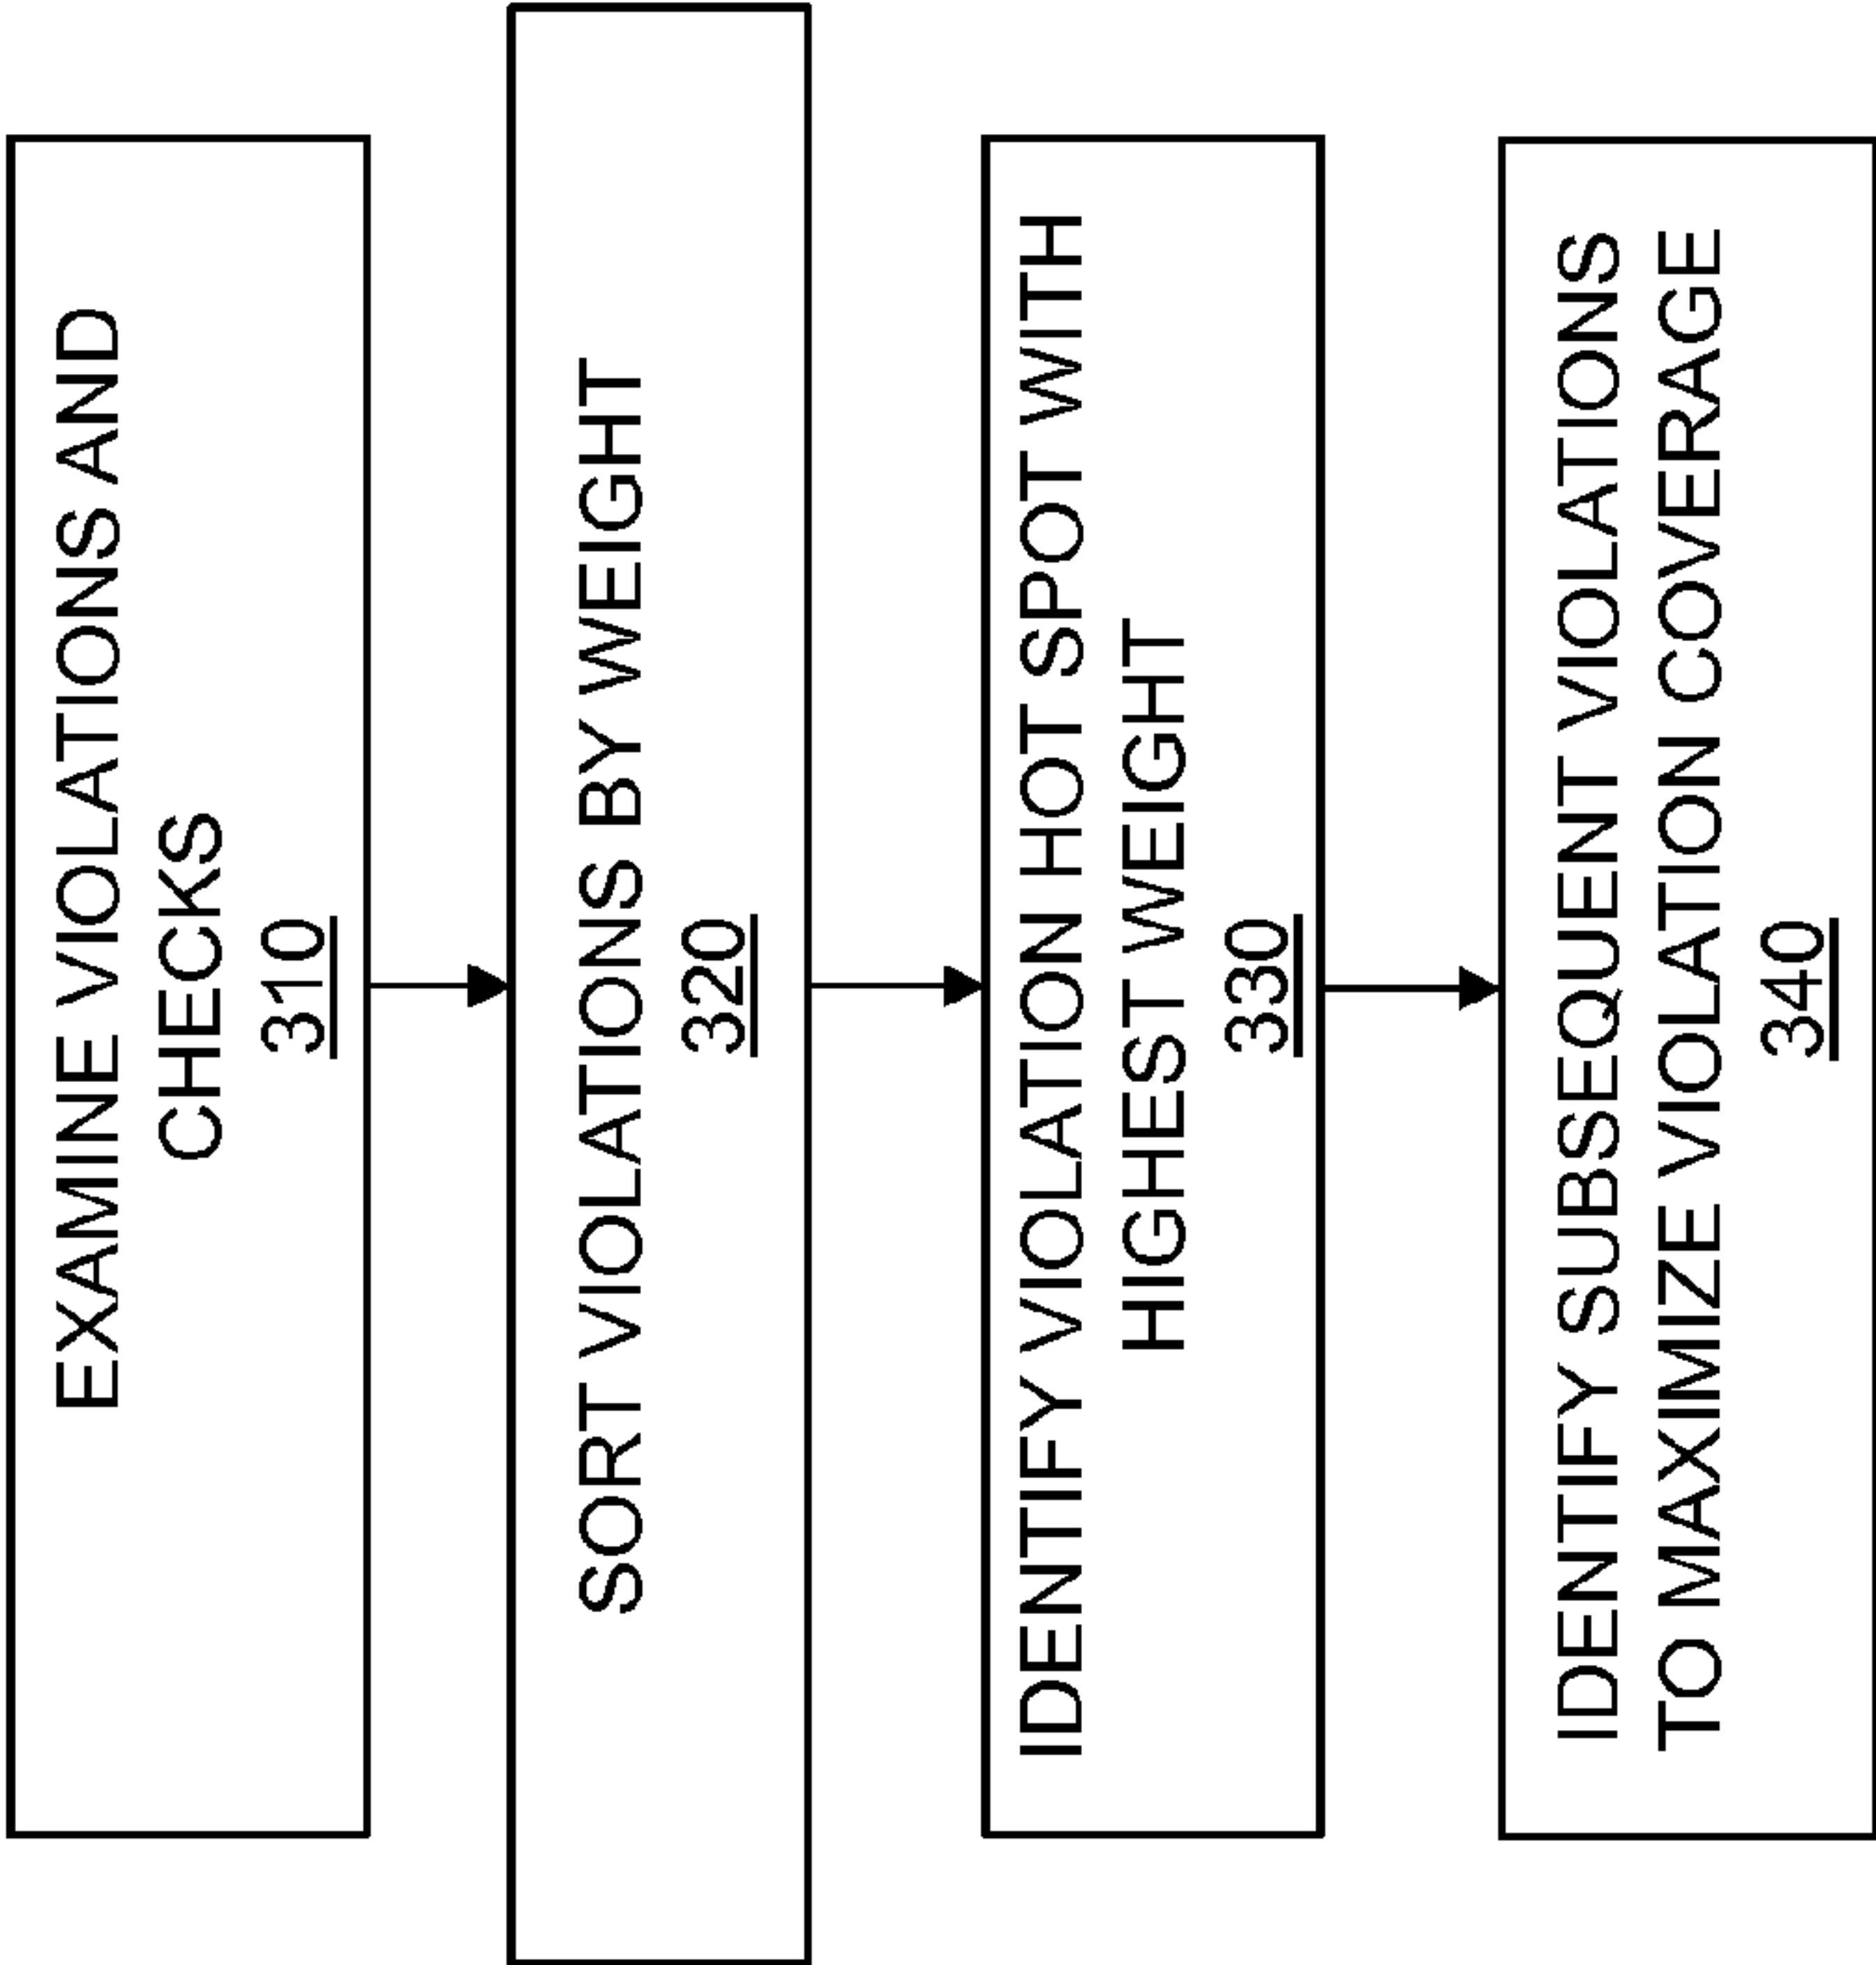 EXAMINE VIOLATIONS AND
CHECKS
310
SORT VIOLATIONS BY WEIGHT
320
IDENTIFY VIOLATION HOT SPOT WITH
HIGHEST WEIGHT
330
IDENTIFY SUBSEQUENT VIOLATIONS
TO MAXIMIZE VIOLATION COVERAGE
340